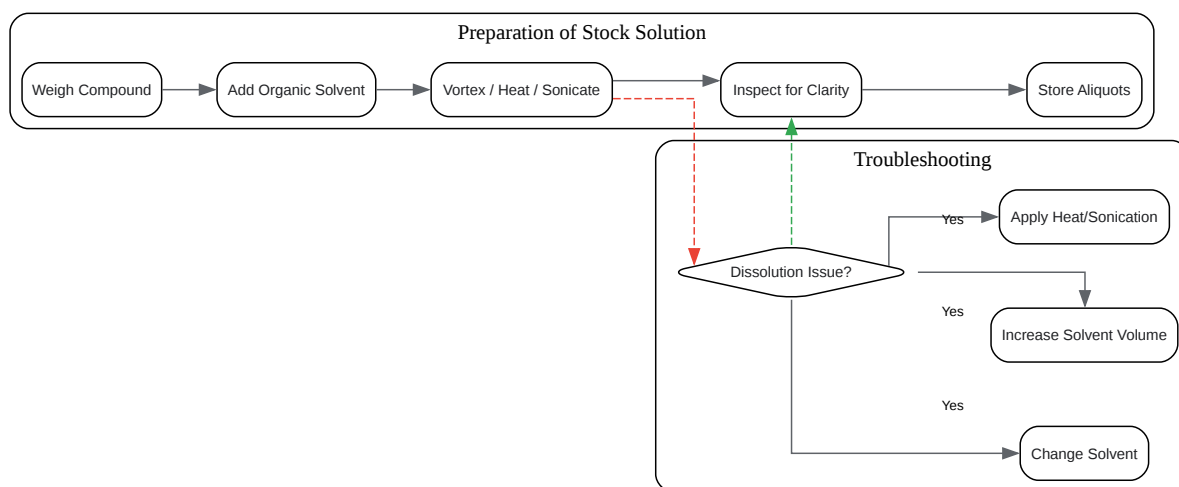 Preparation of Stock Solution
Weigh Compound
Add Organic Solvent
Vortex / Heat / Sonicate
Inspect for Clarity
Store Aliquots
Troubleshooting
Yes
Apply Heat/Sonication
Dissolution Issue?
Yes
Increase Solvent Volume
Yes
Change Solvent